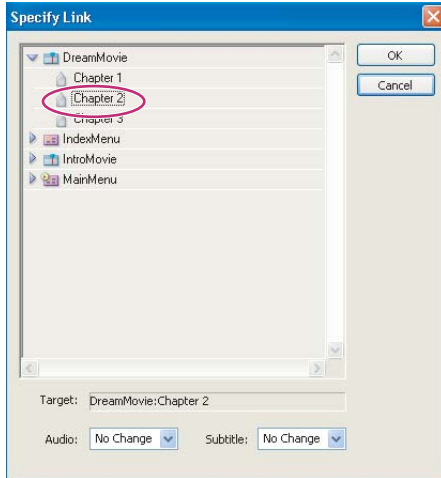 Specify Link
DreamMovie
Chapter 1
Chapter 2
Chapter 3
IndexMenu
IntroMovie
MainMenu
OK
Cancel
Target: DreamMovie:Chapter 2
Audio: No Change Subtitle: No Change